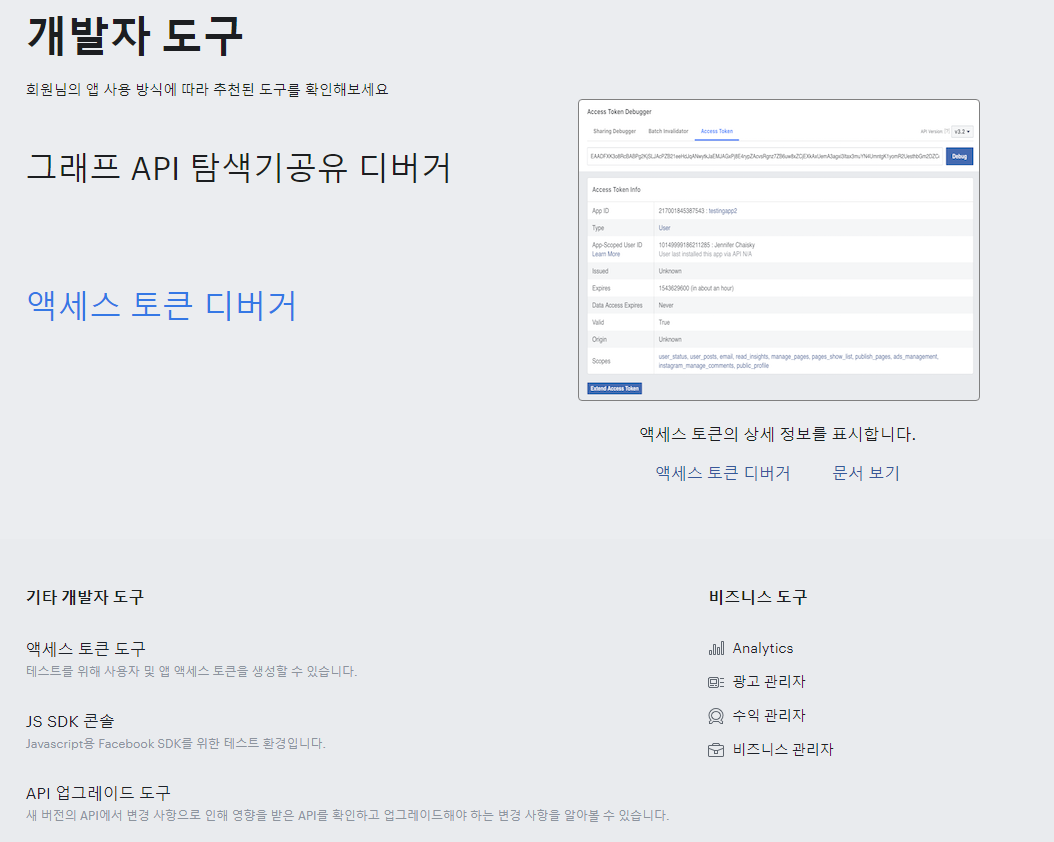 개발자 도구
회원님의 앱 사용 방식에 따라 추천된 도구를 확인해보세요
그래프 API 탐색기공유 디버거
액세스 토큰 디버거
Access Token Debugger
Sharing Debugger Batch Invalidator Access Token
API Version [?] v3.2
Debug
Access Token Info
App ID 217001845387543 : testingapp2
Type User
App-Scoped User ID 10149999186211285 : Jennifer Chaisky
Learn More User last installed this app via API N/A
Issued Unknown
Expires 1543629600 (in about an hour)
Data Access Expires Never
Valid True
Origin Unknown
Scopes user_status, user_posts, email, read_insights, manage_pages, pages_show_list, publish_pages, ads_management,
instagram_manage_comments, public_profile
Extend Access Token
액세스 토큰의 상세 정보를 표시합니다.
액세스 토큰 디버거 문서 보기
기타 개발자 도구
액세스 토큰 도구
테스트를 위해 사용자 및 앱 액세스 토큰을 생성할 수 있습니다.
JS SDK 콘솔
Javascript용 Facebook SDK를 위한 테스트 환경입니다.
API 업그레이드 도구
새 버전의 API에서 변경 사항으로 인해 영향을 받은 API를 확인하고 업그레이드해야 하는 변경 사항을 알아볼 수 있습니다.
비즈니스 도구
Analytics
광고 관리자
수익 관리자
비즈니스 관리자